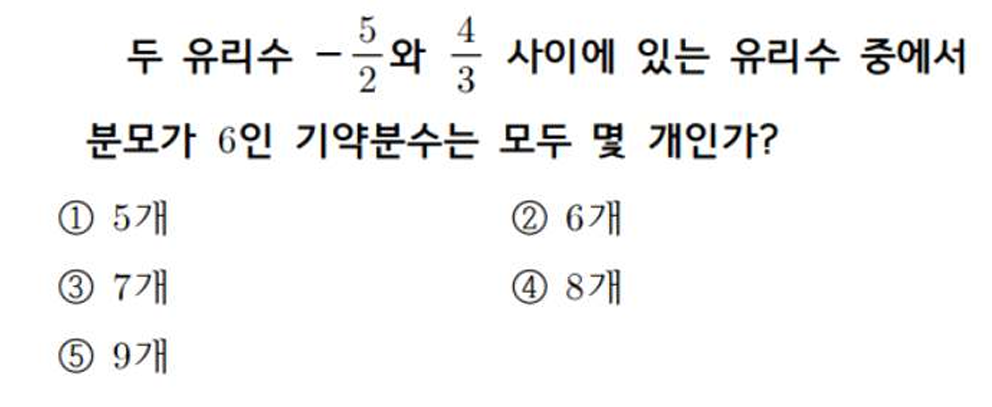 두 유리수 $-\frac{5}{2}$와 $\frac{4}{3}$ 사이에 있는 유리수 중에서
분모가 6인 기약분수는 모두 몇 개인가?
① 5개 ② 6개
③ 7개 ④ 8개
⑤ 9개